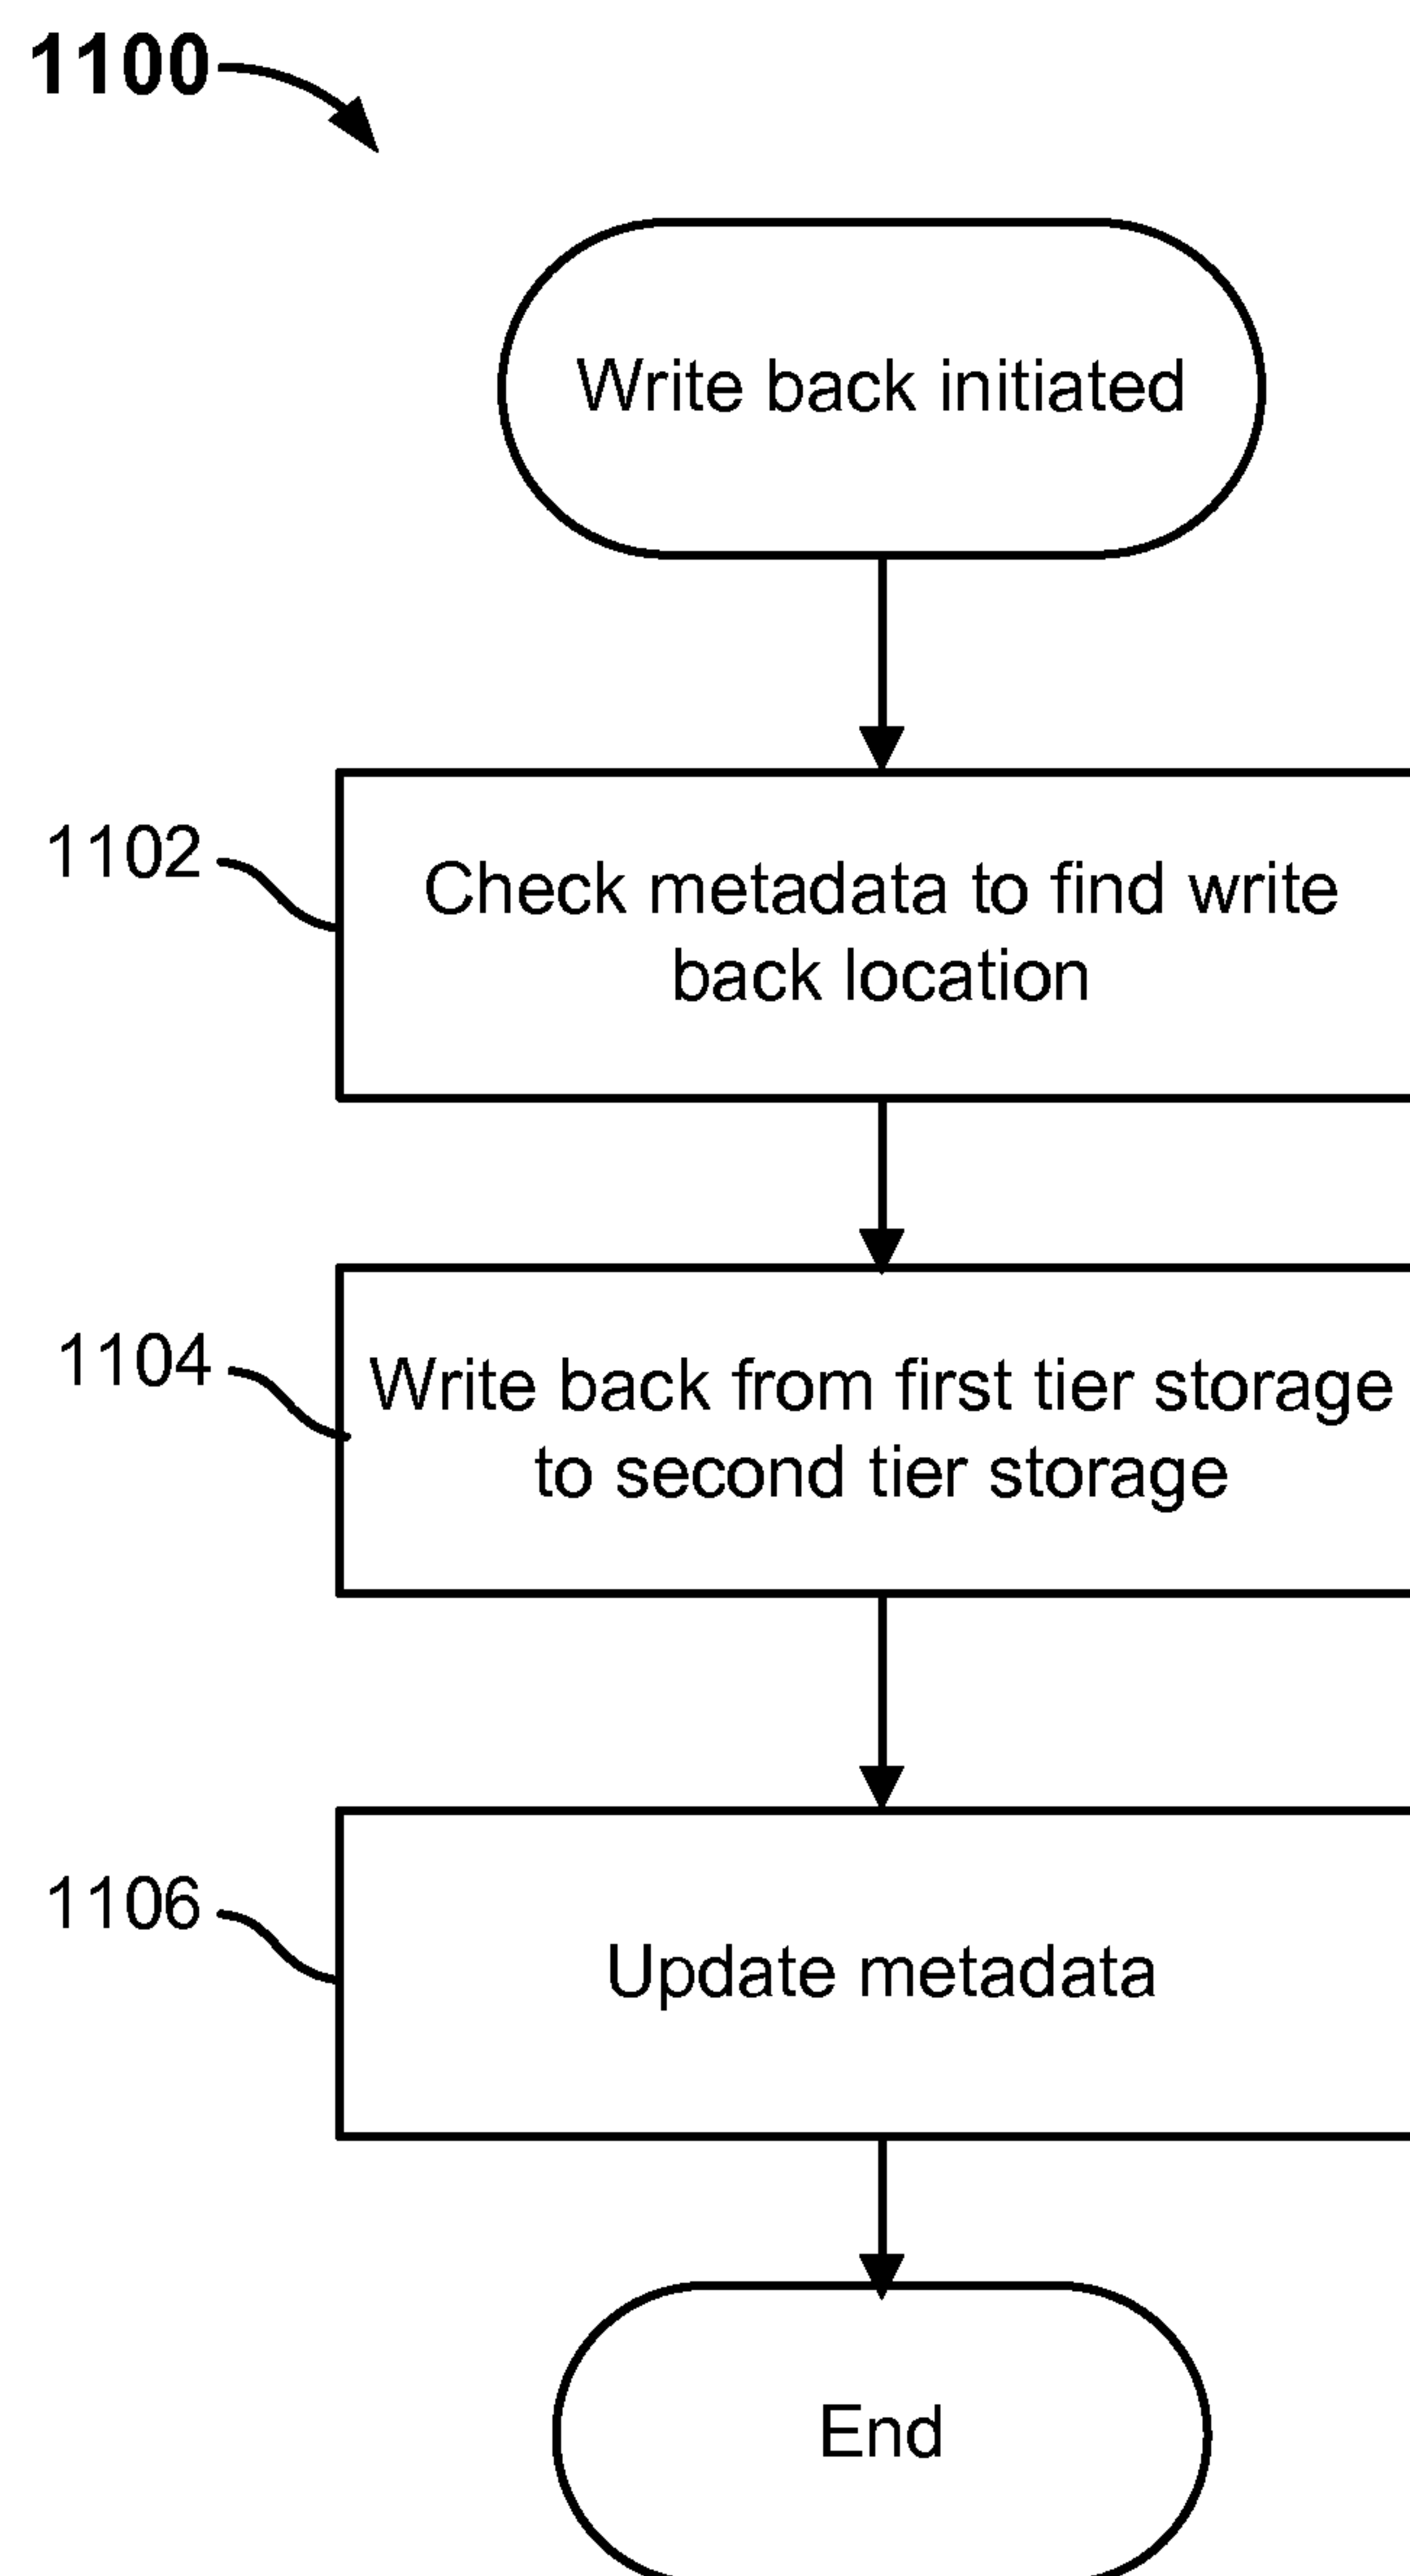 1100
Write back initiated
1102
Check metadata to find write
back location
1104
Write back from first tier storage
to second tier storage
1106
Update metadata
End